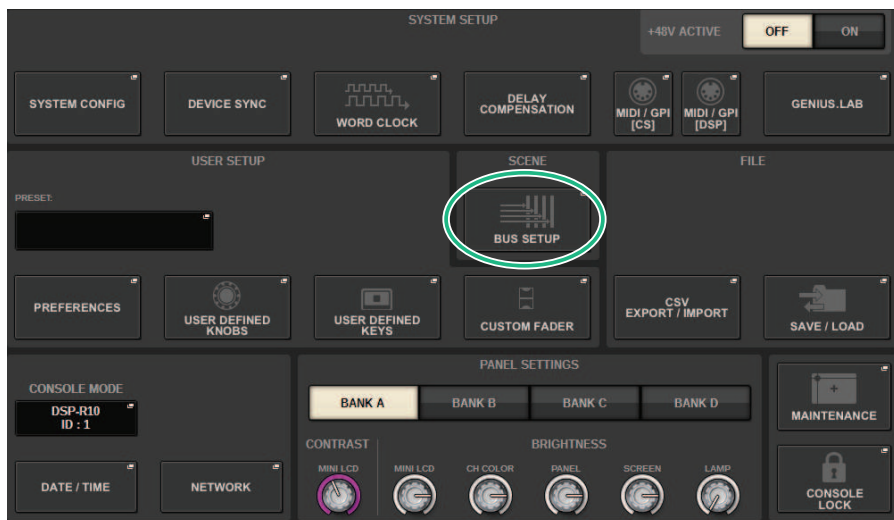 SYSTEM SETUP
+48V ACTIVE
OFF
ON
SYSTEM CONFIG
DEVICE SYNC
WORD CLOCK
DELAY
COMPENSATION
MIDI / GPI
[CS]
MIDI / GPI
[DSP]
GENIUS.LAB
USER SETUP
SCENE
FILE
PRESET:
BUS SETUP
PREFERENCES
USER DEFINED
KNOBS
USER DEFINED
KEYS
CUSTOM FADER
CSV
EXPORT / IMPORT
SAVE / LOAD
PANEL SETTINGS
CONSOLE MODE
DSP-R10
ID : 1
BANK A
BANK B
BANK C
BANK D
MAINTENANCE
CONTRAST
BRIGHTNESS
MINI LCD
MINI LCD
CH COLOR
PANEL
SCREEN
LAMP
DATE / TIME
NETWORK
CONSOLE
LOCK